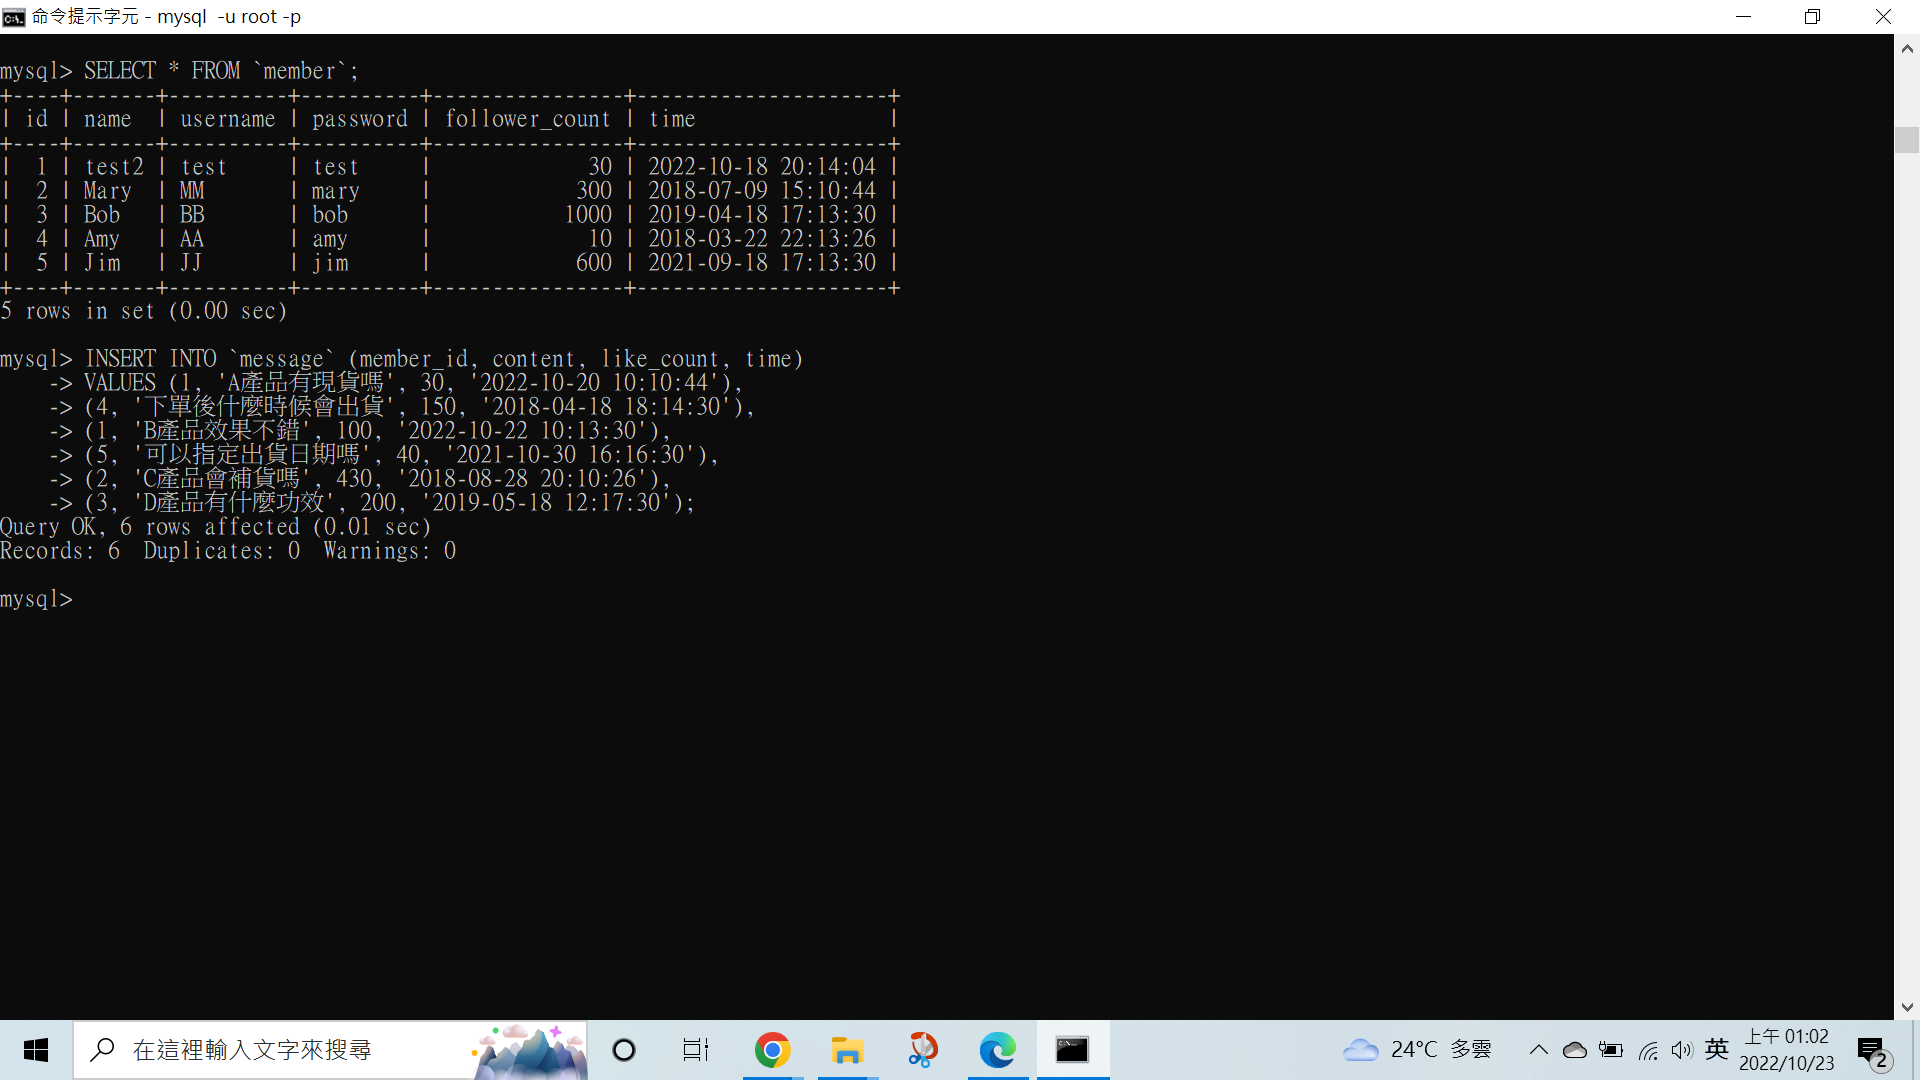 命令提示字元 - mysql  -u root -p
mysql> SELECT * FROM `member`;
+----+-------+----------+----------+----------------+---------------------+
| id | name  | username | password | follower_count | time                |
+----+-------+----------+----------+----------------+---------------------+
|  1 | test2 | test     | test     |             30 | 2022-10-18 20:14:04 |
|  2 | Mary  | MM       | mary     |            300 | 2018-07-09 15:10:44 |
|  3 | Bob   | BB       | bob      |           1000 | 2019-04-18 17:13:30 |
|  4 | Amy   | AA       | amy      |             10 | 2018-03-22 22:13:26 |
|  5 | Jim   | JJ       | jim      |            600 | 2021-09-18 17:13:30 |
+----+-------+----------+----------+----------------+---------------------+
5 rows in set (0.00 sec)
mysql> INSERT INTO `message` (member_id, content, like_count, time)
    -> VALUES (1, 'A產品有現貨嗎', 30, '2022-10-20 10:10:44'),
    -> (4, '下單後什麼時候會出貨', 150, '2018-04-18 18:14:30'),
    -> (1, 'B產品效果不錯', 100, '2022-10-22 10:13:30'),
    -> (5, '可以指定出貨日期嗎', 40, '2021-10-30 16:16:30'),
    -> (2, 'C產品會補貨嗎', 430, '2018-08-28 20:10:26'),
    -> (3, 'D產品有什麼功效', 200, '2019-05-18 12:17:30');
Query OK, 6 rows affected (0.01 sec)
Records: 6  Duplicates: 0  Warnings: 0
mysql>
在這裡輸入文字來搜尋
24°C 多雲
英
上午 01:02
2022/10/23
2